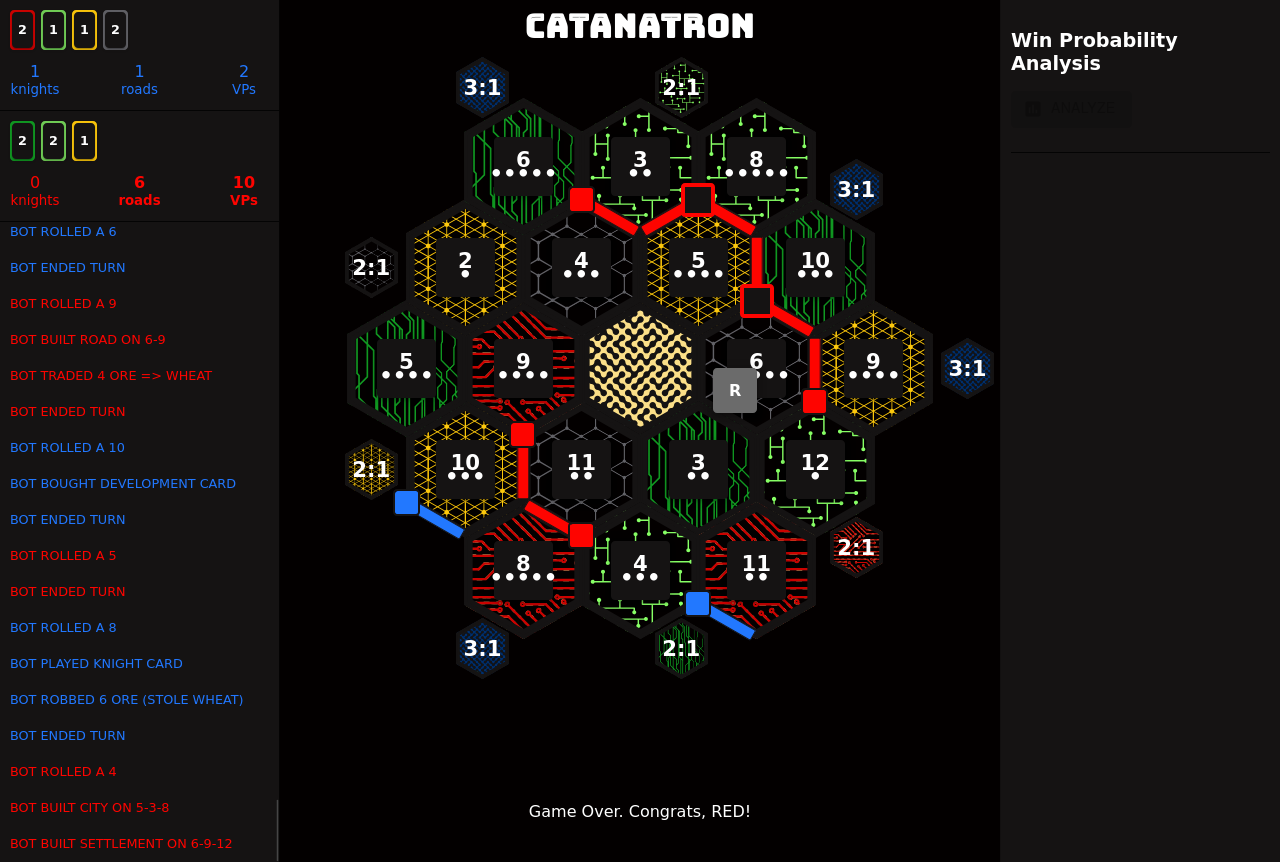 2 1 1 2
1 1 2
knights roads VPs
2 2 1
0 6 10
knights roads VPs
BOT ROLLED A 6
BOT ENDED TURN
BOT ROLLED A 9
BOT BUILT ROAD ON 6-9
BOT TRADED 4 ORE => WHEAT
BOT ENDED TURN
BOT ROLLED A 10
BOT BOUGHT DEVELOPMENT CARD
BOT ENDED TURN
BOT ROLLED A 5
BOT ENDED TURN
BOT ROLLED A 8
BOT PLAYED KNIGHT CARD
BOT ROBBED 6 ORE (STOLE WHEAT)
BOT ENDED TURN
BOT ROLLED A 4
BOT BUILT CITY ON 5-3-8
BOT BUILT SETTLEMENT ON 6-9-12
CATANATRON
3:1 2:1
6 3 8
3:1
2:1 2 4 5 10
5 9 6 9 3:1
R
2:1 10 11 3 12
8 4 11 2:1
3:1 2:1
Game Over. Congrats, RED!
Win Probability
Analysis
ANALYZE